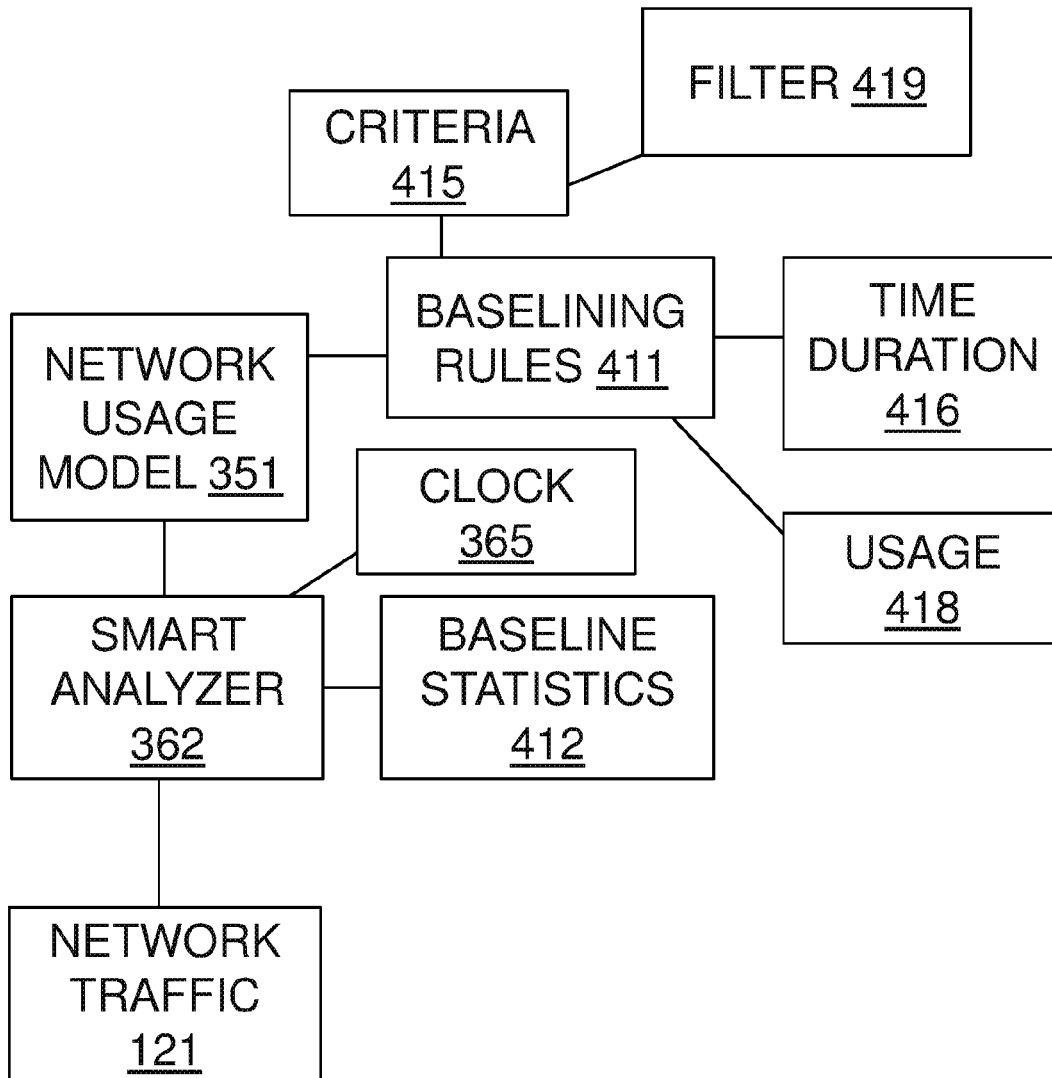 FILTER 419
CRITERIA
415
BASELINING
RULES 411
TIME
DURATION
416
NETWORK
USAGE
MODEL 351
CLOCK
365
USAGE
418
SMART
ANALYZER
362
BASELINE
STATISTICS
412
NETWORK
TRAFFIC
121